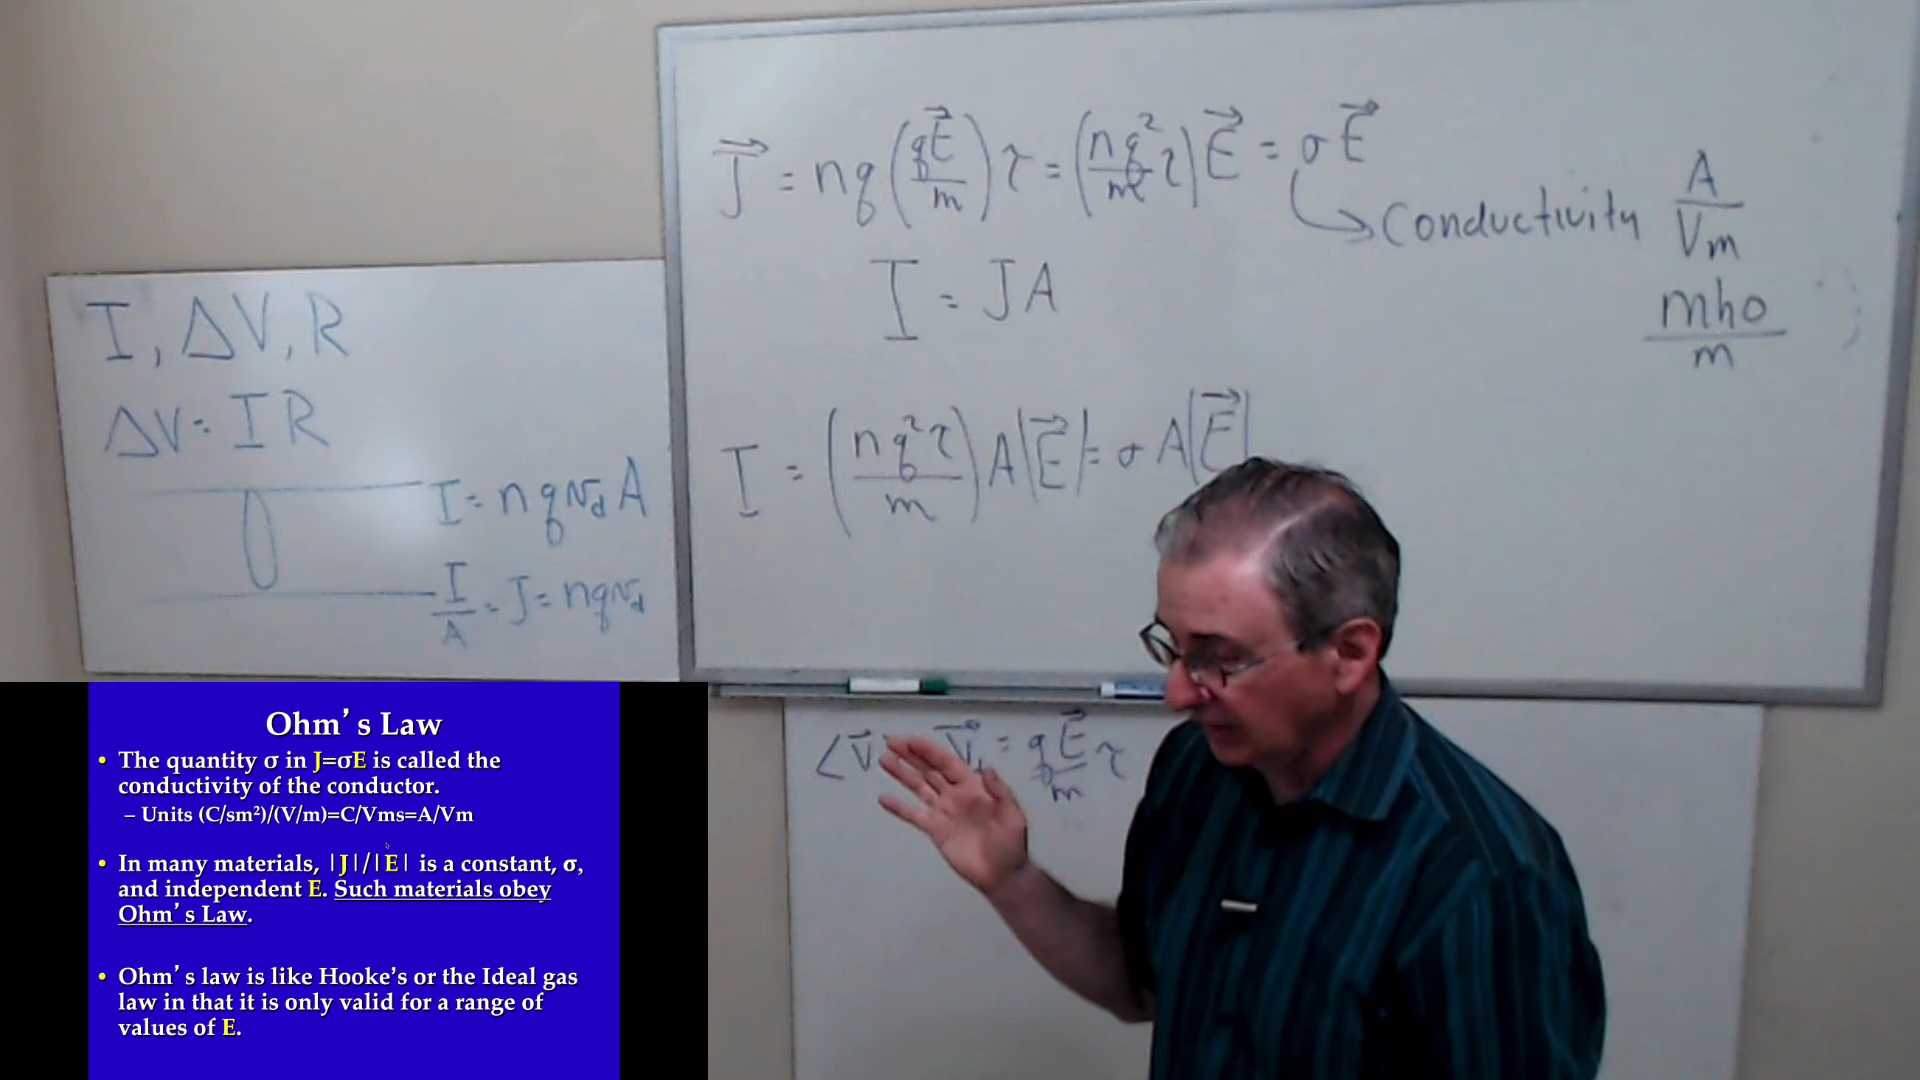 I, ΔV, R
ΔV = IR
I = nqv_d A
I/A = J = nqv_d
J⃗ = nq(qE⃗/m)τ = (nq²/m τ)E⃗ = σE⃗
Conductivity A/Vm
mho/m
I = JA
I = (nq²τ/m) A|E⃗| = σA|E⃗|
= qE⃗/m τ
Ohm's Law
• The quantity σ in J=σE is called the
conductivity of the conductor.
– Units (C/sm²)/(V/m)=C/Vms=A/Vm
• In many materials, |J|/|E| is a constant, σ,
and independent E. Such materials obey
Ohm's Law.
• Ohm's law is like Hooke's or the Ideal gas
law in that it is only valid for a range of
values of E.